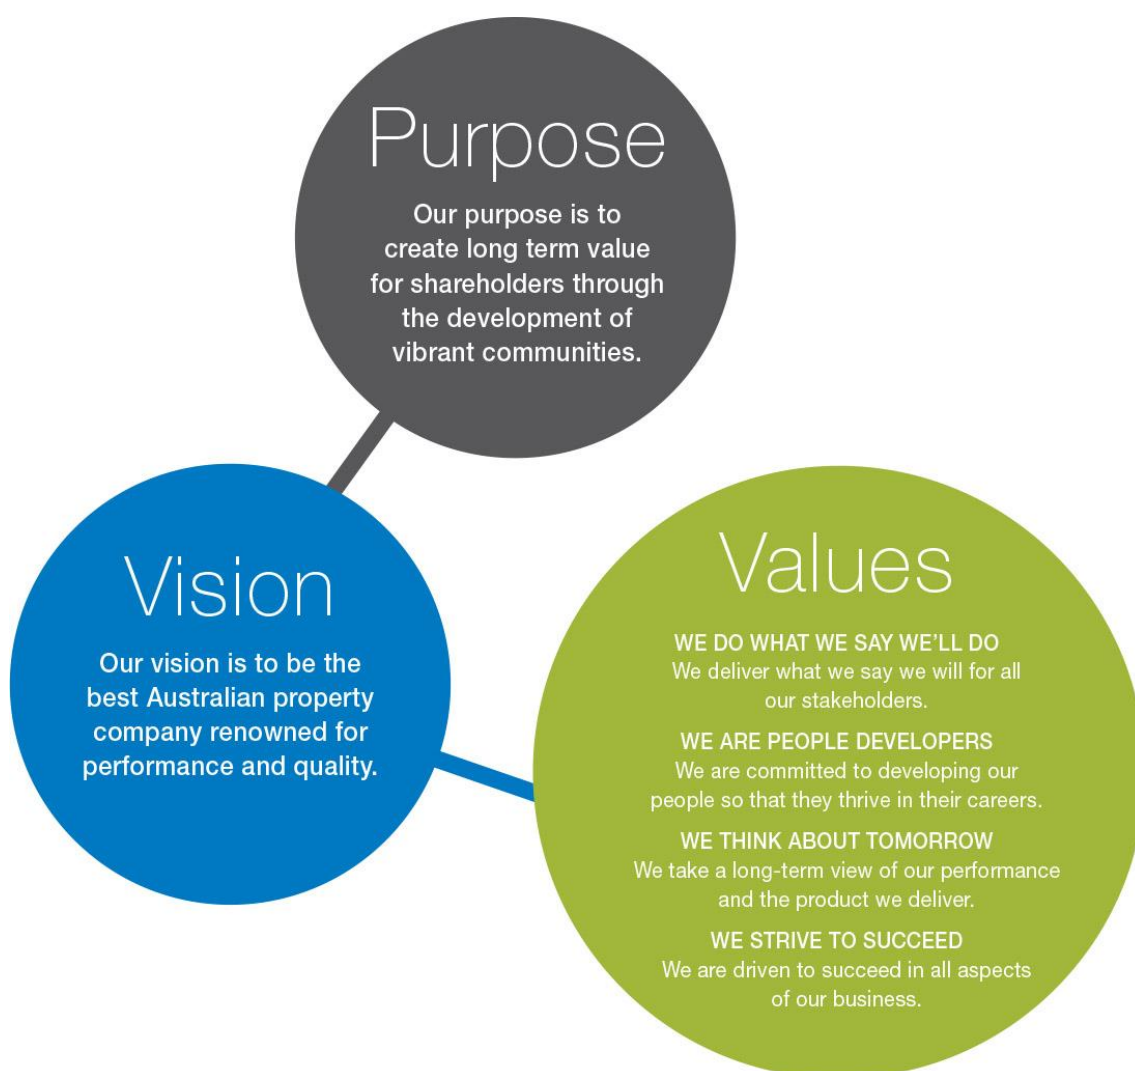 Purpose
Our purpose is to
create long term value
for shareholders through
the development of
vibrant communities.
Vision
Our vision is to be the
best Australian property
company renowned for
performance and quality.
Values
WE DO WHAT WE SAY WE'LL DO
We deliver what we say we will for all
our stakeholders.
WE ARE PEOPLE DEVELOPERS
We are committed to developing our
people so that they thrive in their careers.
WE THINK ABOUT TOMORROW
We take a long-term view of our performance
and the product we deliver.
WE STRIVE TO SUCCEED
We are driven to succeed in all aspects
of our business.